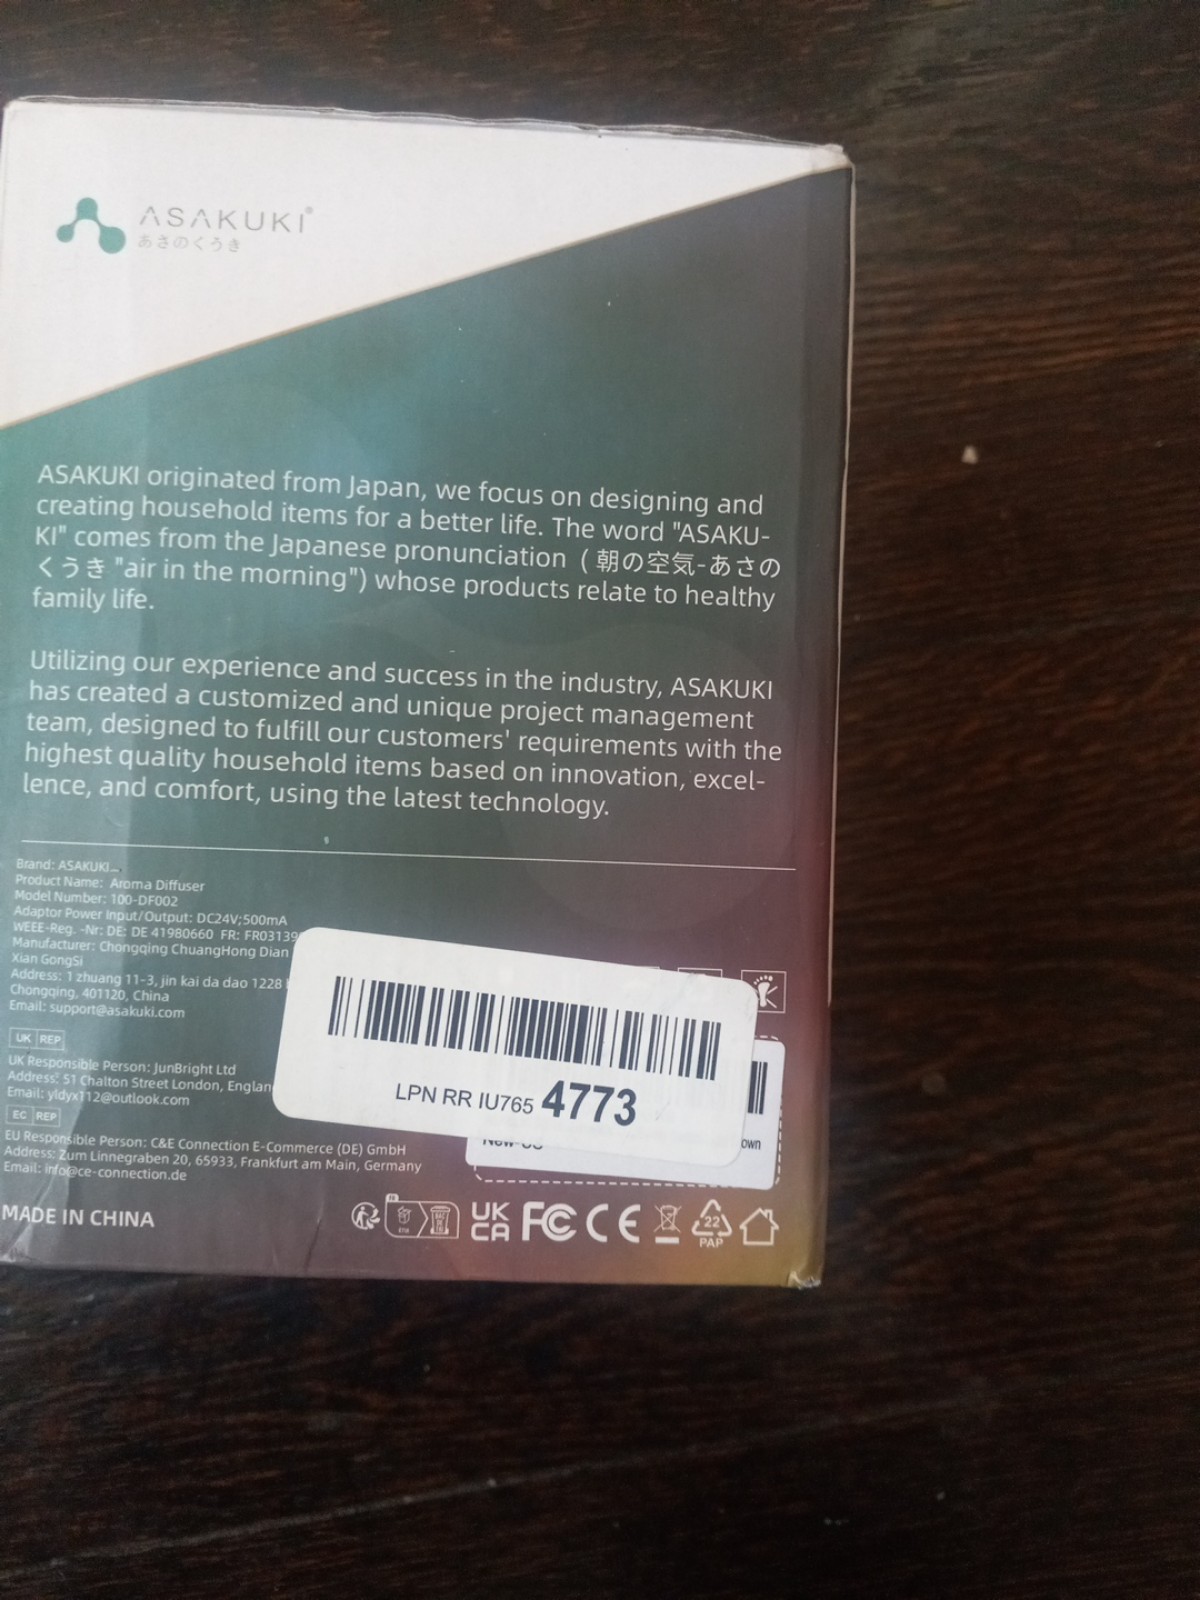 ASAKUKI®
あさのくうき
ASAKUKI originated from Japan, we focus on designing and
creating household items for a better life. The word "ASAKU-
KI" comes from the Japanese pronunciation ( 朝の空気-あさの
くうき "air in the morning") whose products relate to healthy
family life.
Utilizing our experience and success in the industry, ASAKUKI
has created a customized and unique project management
team, designed to fulfill our customers' requirements with the
highest quality household items based on innovation, excel-
lence, and comfort, using the latest technology.
Brand: ASAKUKI
Product Name: Aroma Diffuser
Model Number: 100-DF002
Adaptor Power Input/Output: DC24V;500mA
WEEE-Reg. -Nr: DE: DE 41980660 FR: FR03139
Manufacturer: Chongqing ChuangHong Dian
Xian GongSi
Address: 1 zhuang 11-3, jin kai da dao 1228
Chongqing, 401120, China
Email: support@asakuki.com
UK REP
UK Responsible Person: JunBright Ltd
Address: 51 Chalton Street London, Englan
Email: yldyx112@outlook.com
EC REP
EU Responsible Person: C&E Connection E-Commerce (DE) GmbH
Address: Zum Linnegraben 20, 65933, Frankfurt am Main, Germany
Email: info@ce-connection.de
LPN RR IU765 4773
own
MADE IN CHINA
UK
CA
FC CE
22
PAP